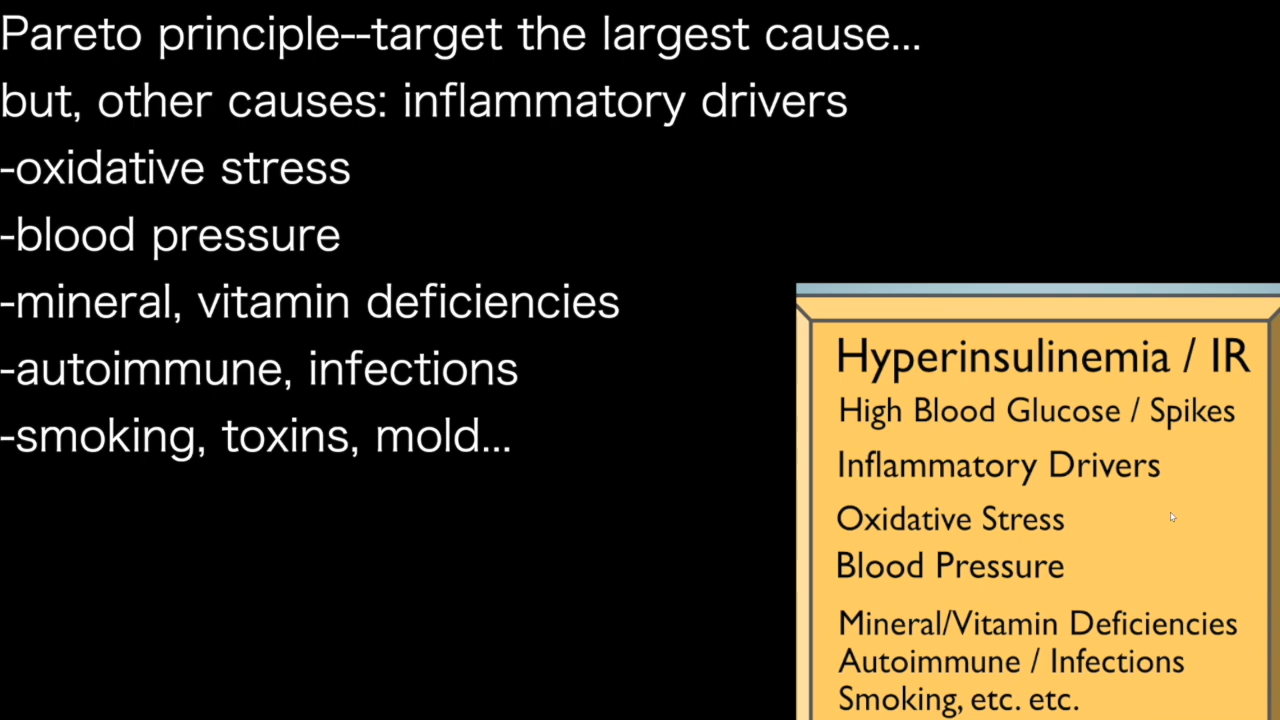 Pareto principle--target the largest cause...
but, other causes: inflammatory drivers
-oxidative stress
-blood pressure
-mineral, vitamin deficiencies
-autoimmune, infections
-smoking, toxins, mold...
Hyperinsulinemia / IR
High Blood Glucose / Spikes
Inflammatory Drivers
Oxidative Stress
Blood Pressure
Mineral/Vitamin Deficiencies
Autoimmune / Infections
Smoking, etc. etc.